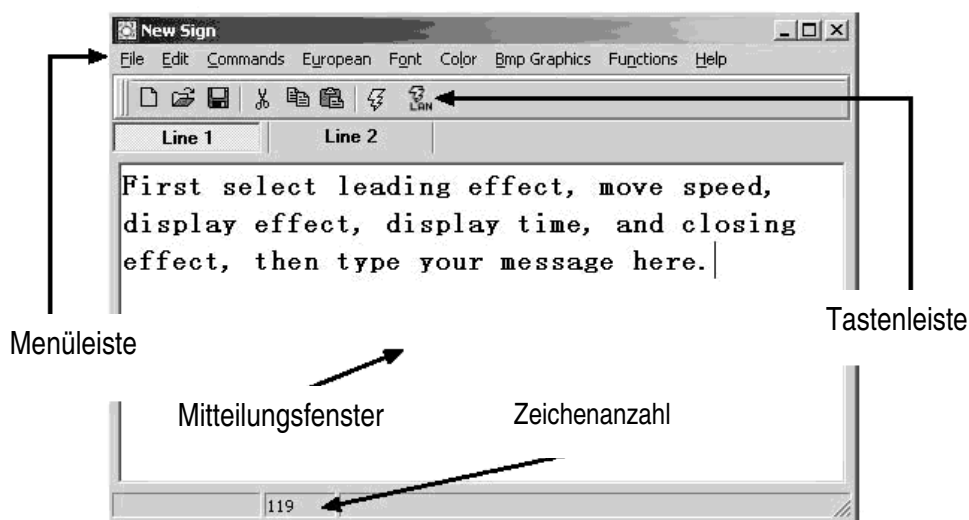 New Sign
File Edit Commands European Font Color Bmp Graphics Functions Help
LAN
Line 1 Line 2
First select leading effect, move speed,
display effect, display time, and closing
effect, then type your message here.
Tastenleiste
Menüleiste
Mitteilungsfenster Zeichenanzahl
119